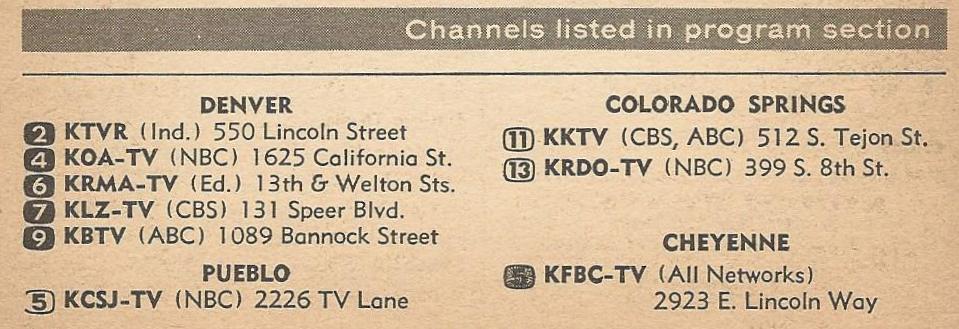 Channels listed in program section
DENVER
2 KTVR (Ind.) 550 Lincoln Street
4 KOA-TV (NBC) 1625 California St.
6 KRMA-TV (Ed.) 13th & Welton Sts.
7 KLZ-TV (CBS) 131 Speer Blvd.
9 KBTV (ABC) 1089 Bannock Street
PUEBLO
5 KCSJ-TV (NBC) 2226 TV Lane
COLORADO SPRINGS
11 KKTV (CBS, ABC) 512 S. Tejon St.
13 KRDO-TV (NBC) 399 S. 8th St.
CHEYENNE
5 KFBC-TV (All Networks)
2923 E. Lincoln Way